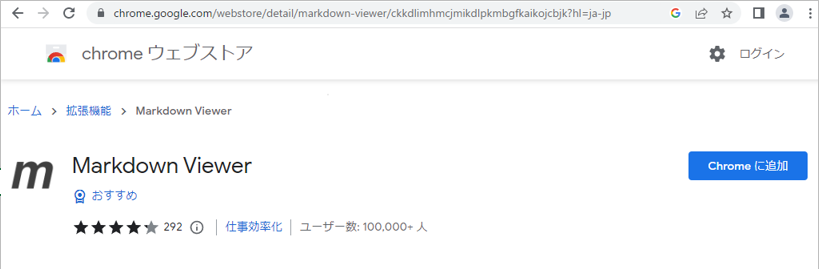 chrome.google.com/webstore/detail/markdown-viewer/ckkdlimhmcjmikdlpkmbgfkaikojcbjk?hl=ja-jp
chrome ウェブストア
ログイン
ホーム > 拡張機能 > Markdown Viewer
m
Markdown Viewer
Chrome に追加
おすすめ
292
仕事効率化
ユーザー数: 100,000+ 人